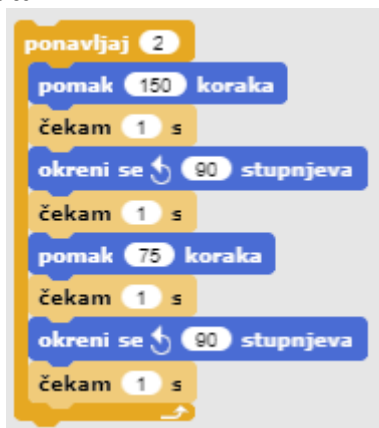 ponavljaj 2
pomak 150 koraka
čekam 1 s
okreni se 90 stupnjeva
čekam 1 s
pomak 75 koraka
čekam 1 s
okreni se 90 stupnjeva
čekam 1 s